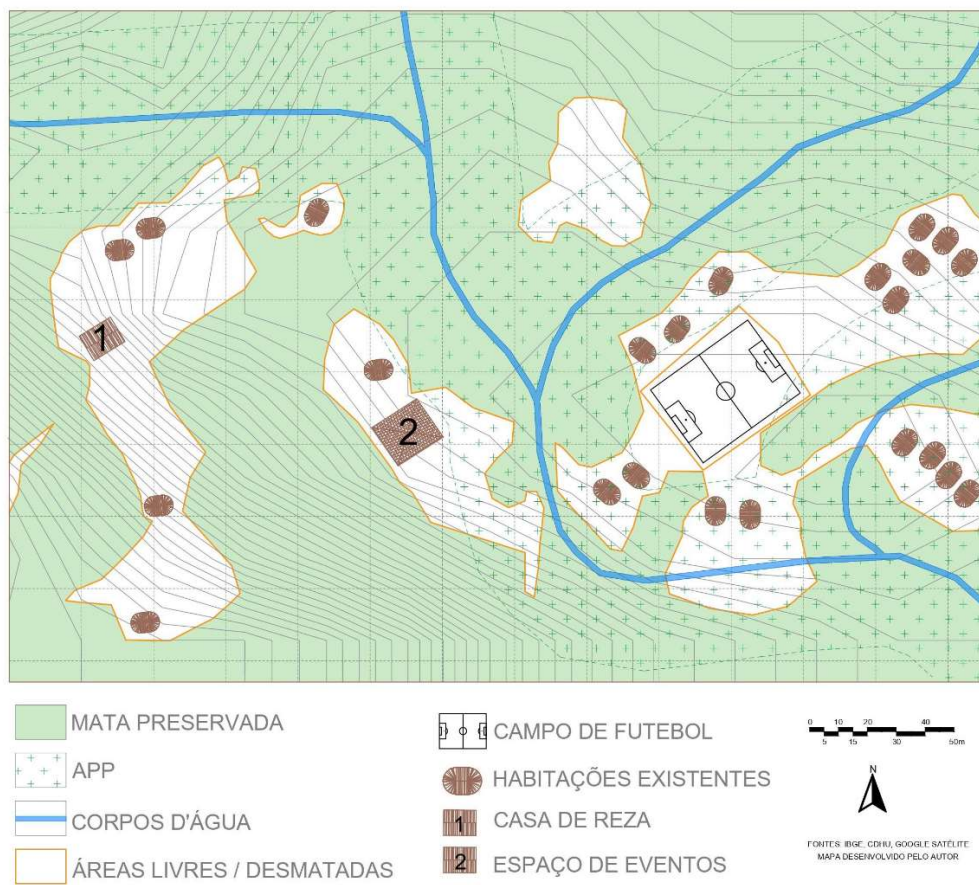 1
2
MATA PRESERVADA
APP
CORPOS D'ÁGUA
ÁREAS LIVRES / DESMATADAS
CAMPO DE FUTEBOL
HABITAÇÕES EXISTENTES
1 CASA DE REZA
2 ESPAÇO DE EVENTOS
0 10 20 40
5 15 30 50m
N
FONTES: IBGE, CDHU, GOOGLE SATÉLITE
MAPA DESENVOLVIDO PELO AUTOR